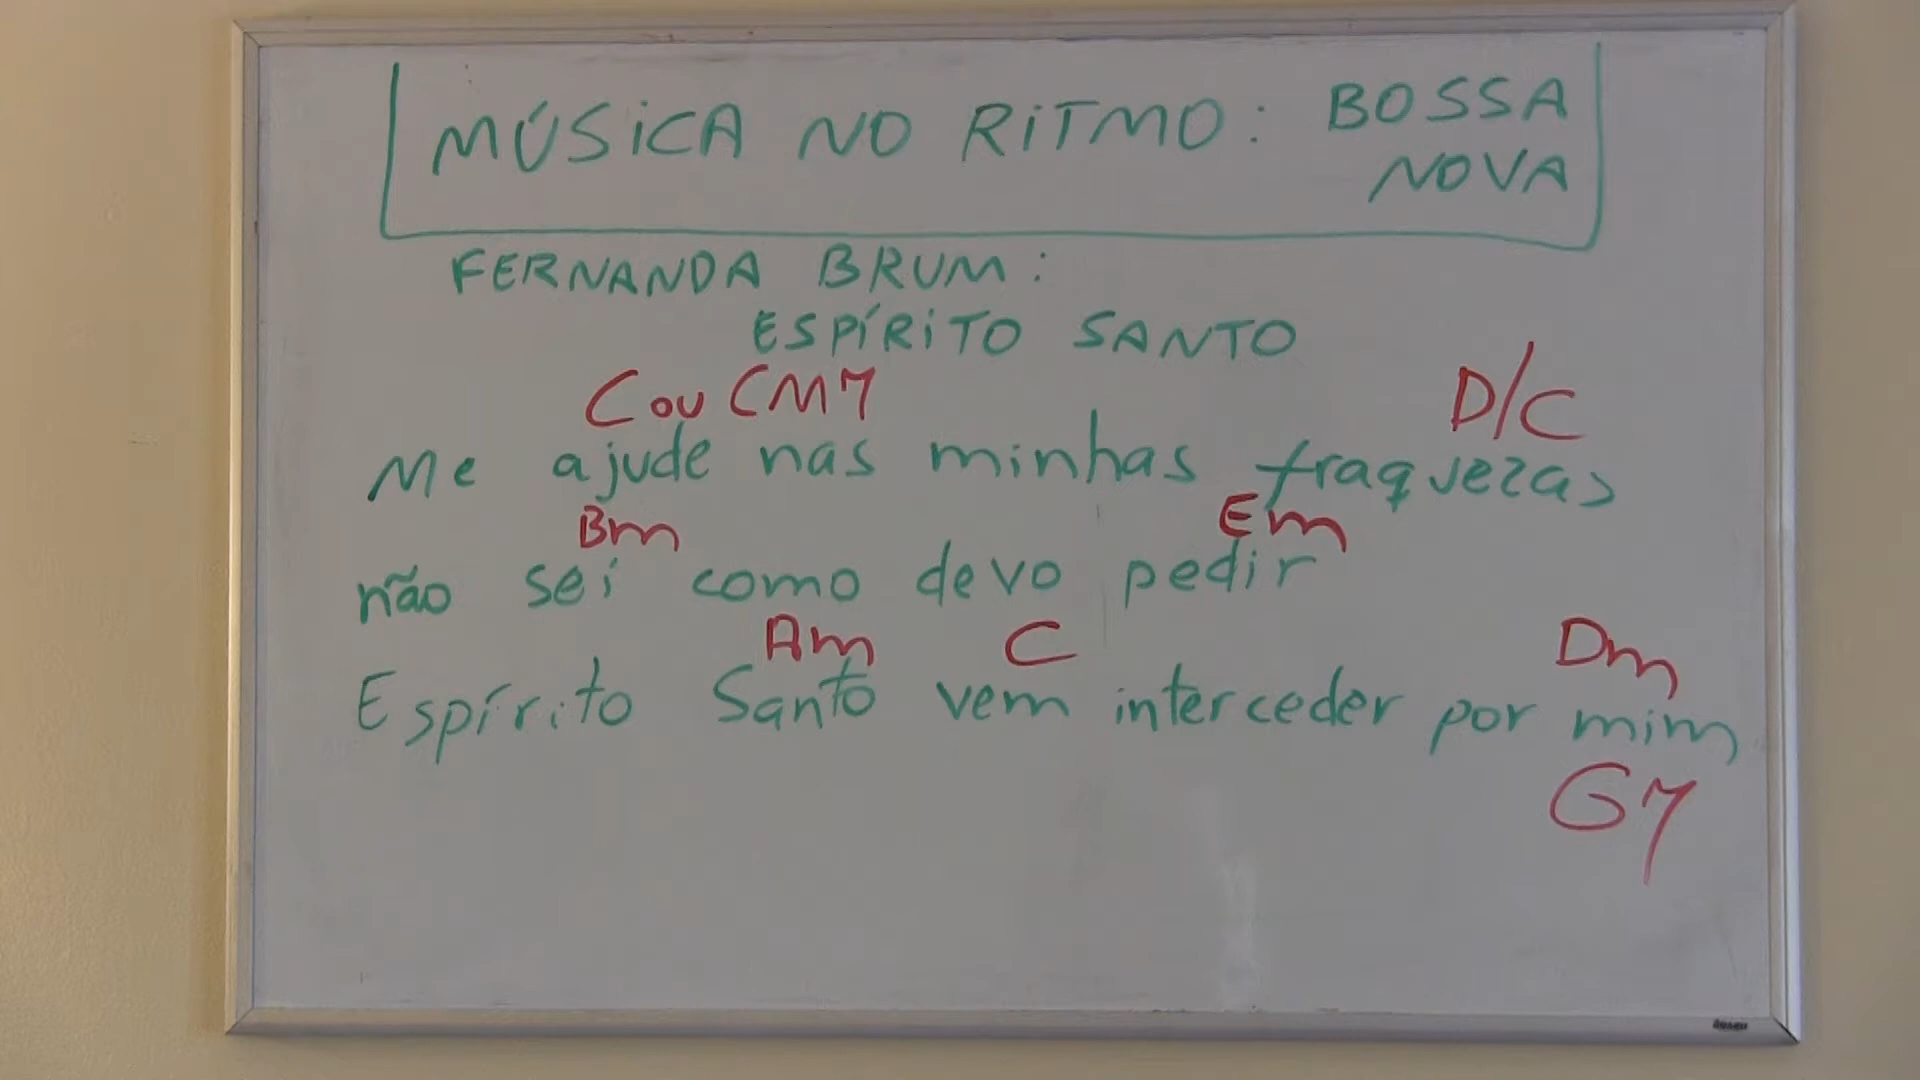 MÚSiCA NO RiTMO: BOSSA
NOVA
FERNANDA BRUM:
ESPÍRiTO SANTO
C ou CM7 D/C
Me ajude nas minhas fraquezas
Bm Em
não sei como devo pedir
Am C Dm
Espírito Santo vem interceder por mim
G7